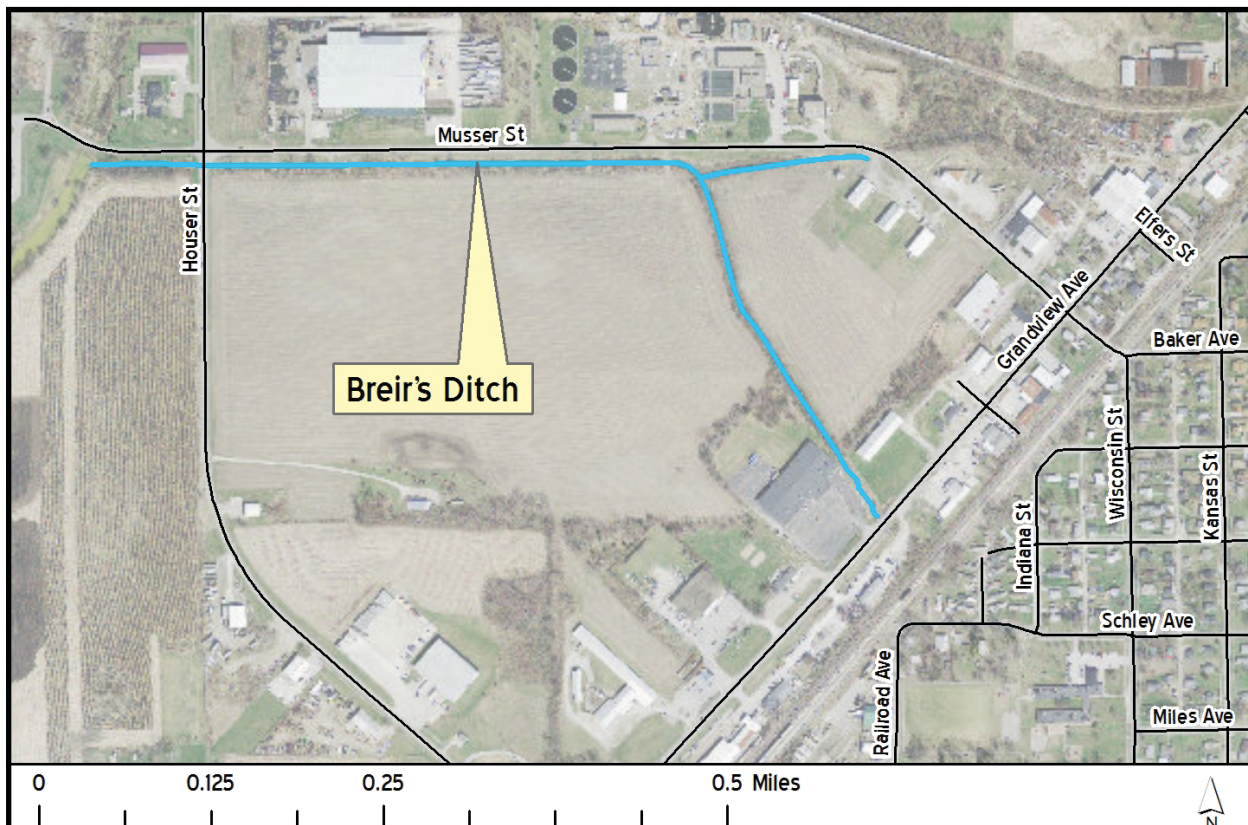 Musser St
Houser St
Elfers St
Grandview Ave
Baker Ave
Breir's Ditch
Wisconsin St
Kansas St
Indiana St
Schley Ave
Railroad Ave
Miles Ave
0
0.125
0.25
0.5 Miles
N